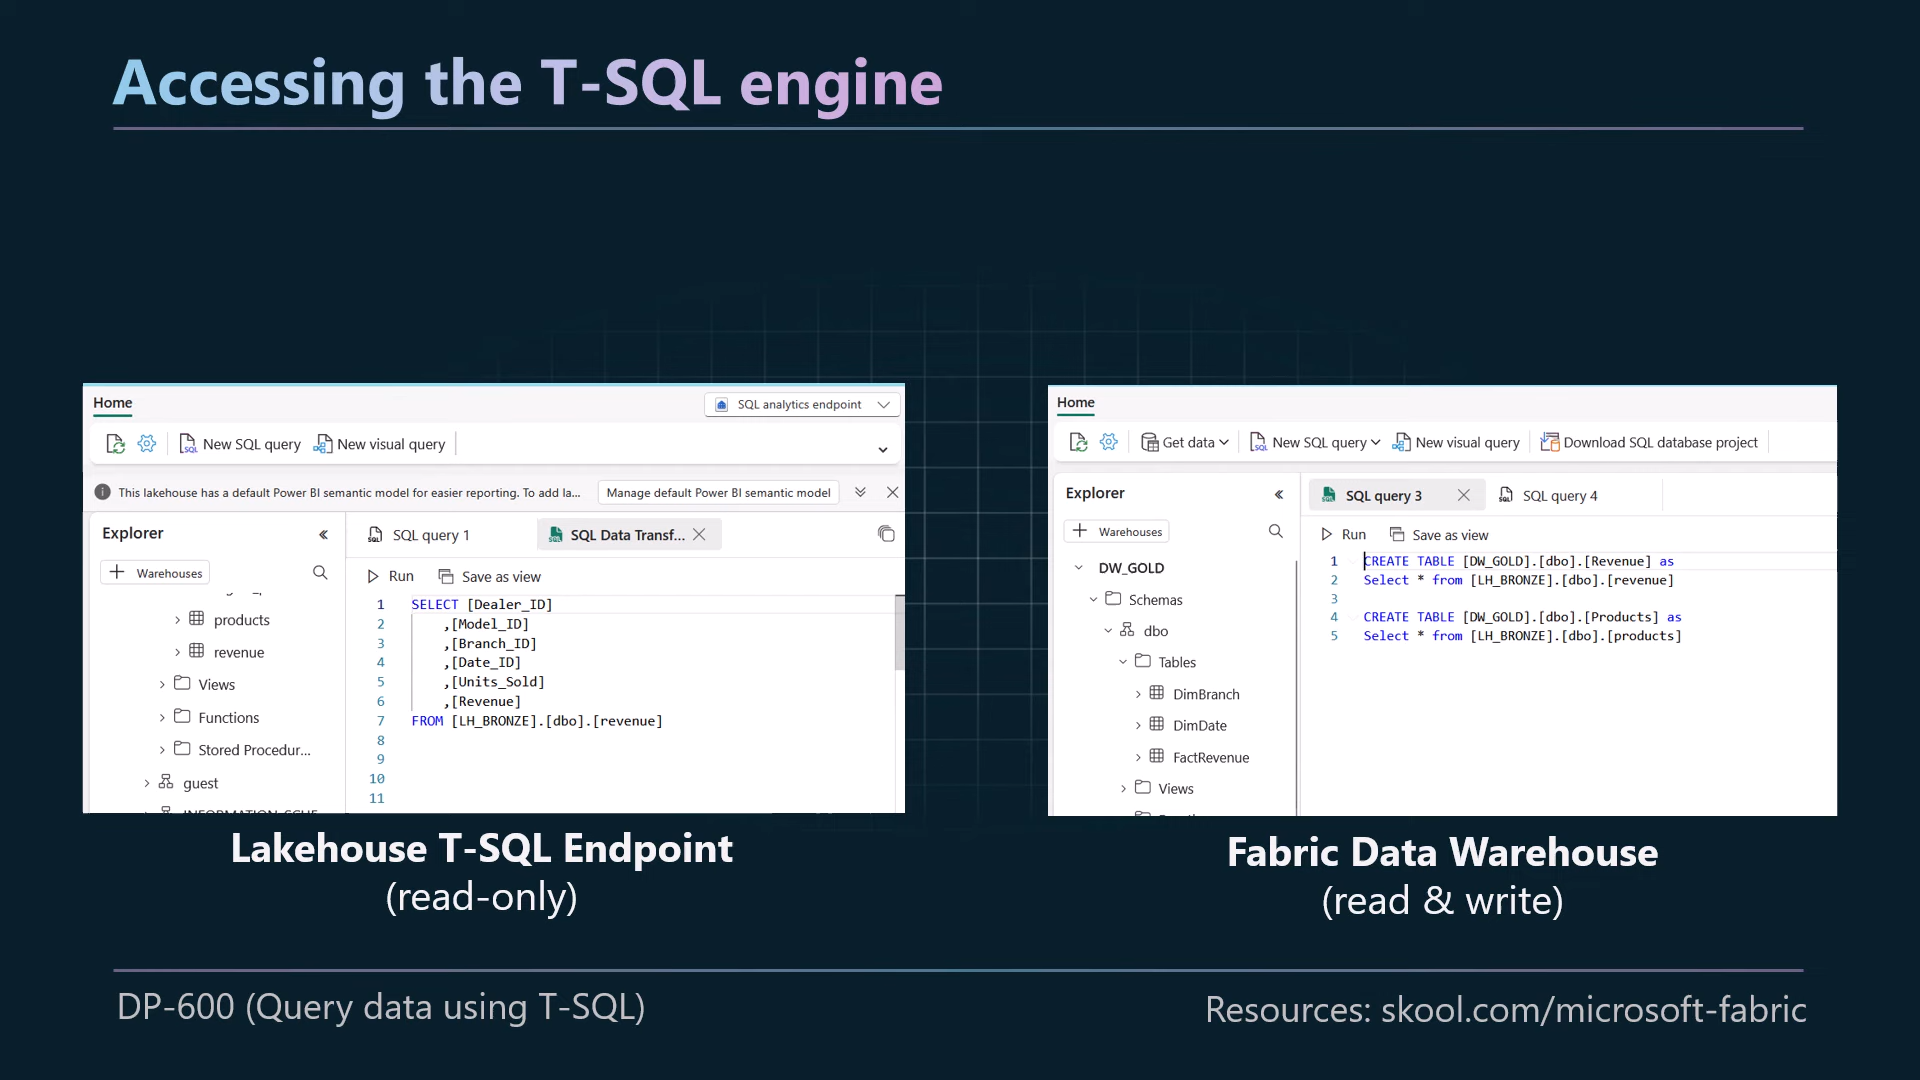 Accessing the T-SQL engine
Home
SQL analytics endpoint
New SQL query
New visual query
This lakehouse has a default Power BI semantic model for easier reporting. To add la...
Manage default Power BI semantic model
Explorer
SQL query 1
SQL Data Transf...
Warehouses
Run
Save as view
products
revenue
Views
Functions
Stored Procedur...
guest
1 SELECT [Dealer_ID]
2 ,[Model_ID]
3 ,[Branch_ID]
4 ,[Date_ID]
5 ,[Units_Sold]
6 ,[Revenue]
7 FROM [LH_BRONZE].[dbo].[revenue]
8
9
10
11
Lakehouse T-SQL Endpoint
(read-only)
Home
Get data
New SQL query
New visual query
Download SQL database project
Explorer
SQL query 3
SQL query 4
Warehouses
Run
Save as view
DW_GOLD
Schemas
dbo
Tables
DimBranch
DimDate
FactRevenue
Views
1 CREATE TABLE [DW_GOLD].[dbo].[Revenue] as
2 Select * from [LH_BRONZE].[dbo].[revenue]
3
4 CREATE TABLE [DW_GOLD].[dbo].[Products] as
5 Select * from [LH_BRONZE].[dbo].[products]
Fabric Data Warehouse
(read & write)
DP-600 (Query data using T-SQL)
Resources: skool.com/microsoft-fabric